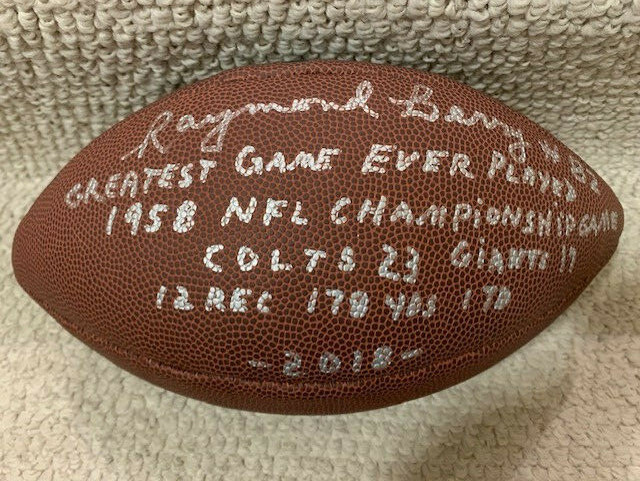 Raymond Berry #82
GREATEST GAME EVER PLAYED
1958 NFL CHAMPIONSHIP GAME
COLTS 23 GIANTS 17
12 REC 178 YDS 1TD
-2018-